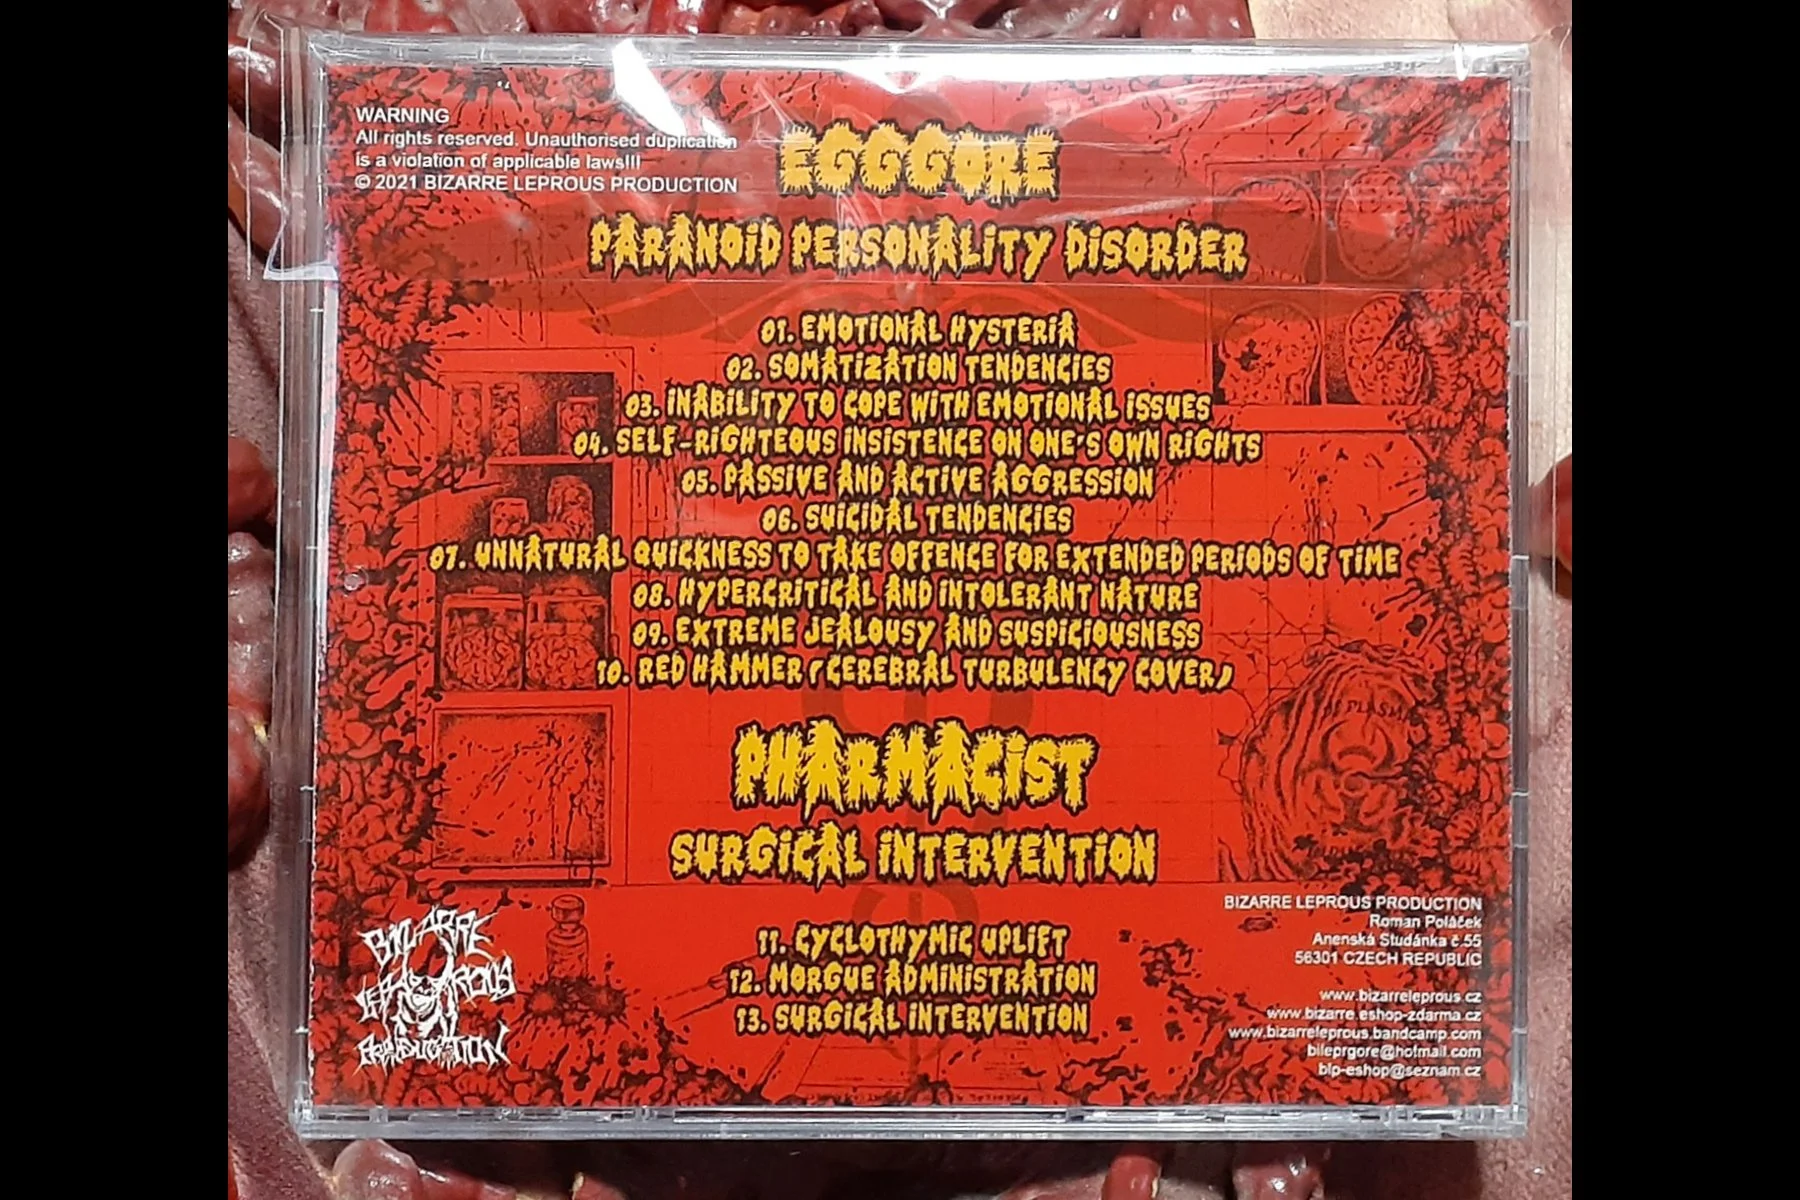 WARNING
All rights reserved. Unauthorised duplication
is a violation of applicable laws!!!
© 2021 BIZARRE LEPROUS PRODUCTION
EGGGORE
PARANOID PERSONALITY DISORDER
01. EMOTIONAL HYSTERIA
02. SOMATIZATION TENDENCIES
03. INABILITY TO COPE WITH EMOTIONAL ISSUES
04. SELF-RIGHTEOUS INSISTENCE ON ONE'S OWN RIGHTS
05. PASSIVE AND ACTIVE AGGRESSION
06. SUICIDAL TENDENCIES
07. UNNATURAL QUICKNESS TO TAKE OFFENCE FOR EXTENDED PERIODS OF TIME
08. HYPERCRITICAL AND INTOLERANT NATURE
09. EXTREME JEALOUSY AND SUSPICIOUSNESS
10. RED HAMMER (CEREBRAL TURBULENCY COVER)
PLASMA
PHARMACIST
SURGICAL INTERVENTION
11. CYCLOTHYMIC UPLIFT
12. MORGUE ADMINISTRATION
13. SURGICAL INTERVENTION
BIZARRE
LEPROUS
PRODUCTION
BIZARRE LEPROUS PRODUCTION
Roman Poláček
Anenská Studánka č.55
56301 CZECH REPUBLIC
www.bizarreleprous.cz
www.bizarre.eshop-zdarma.cz
www.bizarreleprous.bandcamp.com
bileprgore@hotmail.com
blp-eshop@seznam.cz